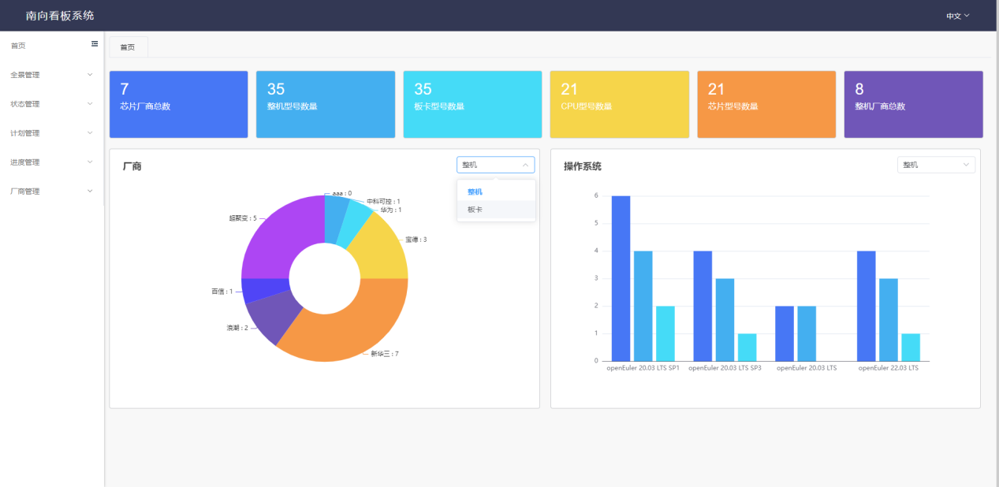 南向看板系统
中文
首页
全景管理
状态管理
计划管理
进度管理
厂商管理
首页
7
芯片厂商总数
35
整机型号数量
35
板卡型号数量
21
CPU型号数量
21
芯片型号数量
8
整机厂商总数
厂商
整机
整机
板卡
aaa : 0
中科可控 : 1
华为 : 1
宝德 : 3
新华三 : 7
浪潮 : 2
百信 : 1
超聚变 : 5
操作系统
整机
6
5
4
3
2
1
0
openEuler 20.03 LTS SP1
openEuler 20.03 LTS SP3
openEuler 20.03 LTS
openEuler 22.03 LTS